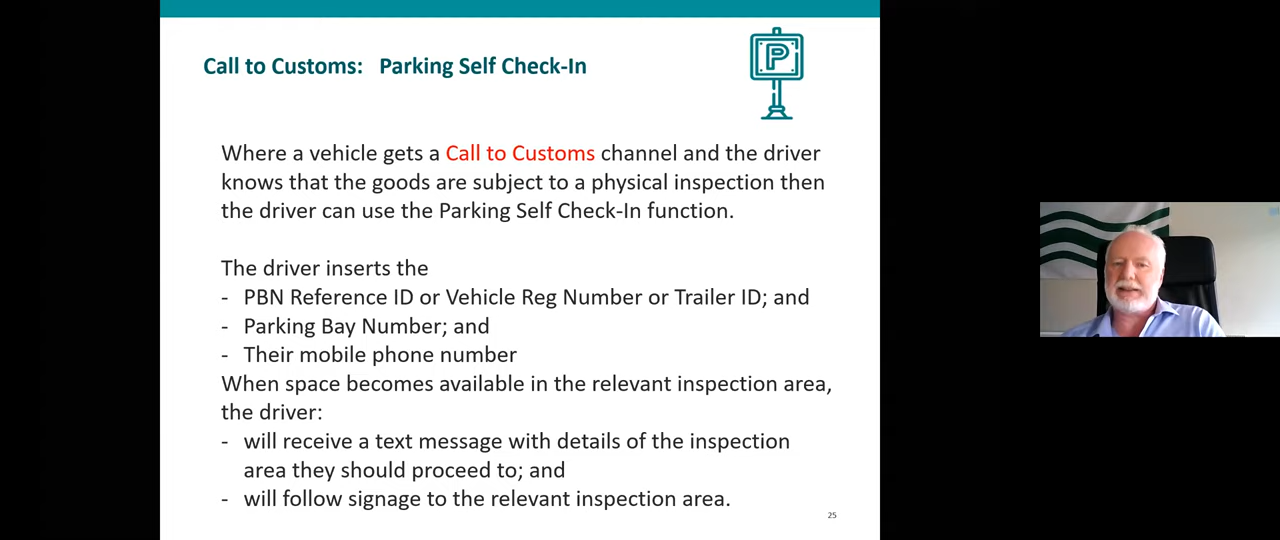 Call to Customs: Parking Self Check-In
P
Where a vehicle gets a Call to Customs channel and the driver
knows that the goods are subject to a physical inspection then
the driver can use the Parking Self Check-In function.
The driver inserts the
- PBN Reference ID or Vehicle Reg Number or Trailer ID; and
- Parking Bay Number; and
- Their mobile phone number
When space becomes available in the relevant inspection area,
the driver:
- will receive a text message with details of the inspection
area they should proceed to; and
- will follow signage to the relevant inspection area.
25